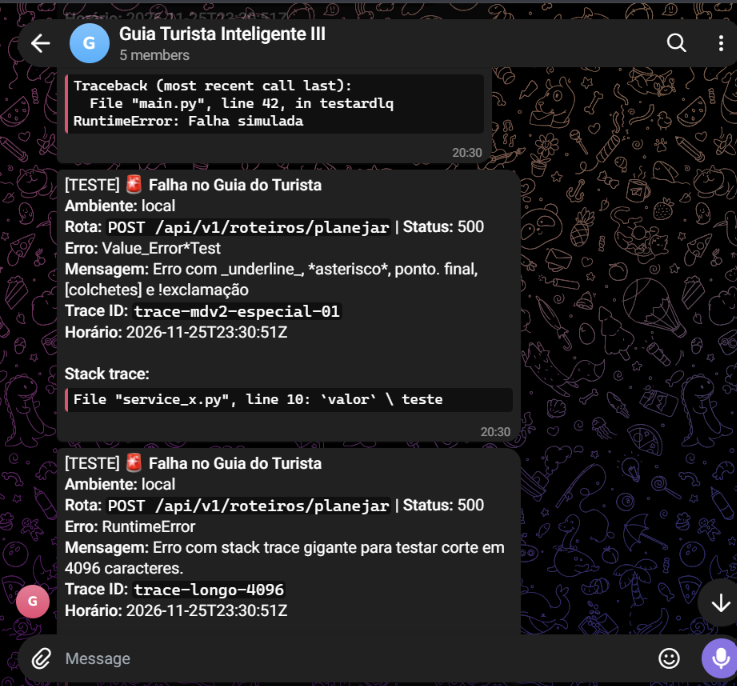 Guia Turista Inteligente III
G
5 members
Traceback (most recent call last):
  File "main.py", line 42, in testardlq
RuntimeError: Falha simulada
20:30
[TESTE] 🚨 Falha no Guia do Turista
Ambiente: local
Rota: POST /api/v1/roteiros/planejar | Status: 500
Erro: Value_Error*Test
Mensagem: Erro com _underline_, *asterisco*, ponto. final,
[colchetes] e !exclamação
Trace ID: trace-mdv2-especial-01
Horário: 2026-11-25T23:30:51Z
Stack trace:
File "service_x.py", line 10: `valor` \ teste
20:30
[TESTE] 🚨 Falha no Guia do Turista
Ambiente: local
Rota: POST /api/v1/roteiros/planejar | Status: 500
Erro: RuntimeError
Mensagem: Erro com stack trace gigante para testar corte em
4096 caracteres.
Trace ID: trace-longo-4096
G
Horário: 2026-11-25T23:30:51Z
Message